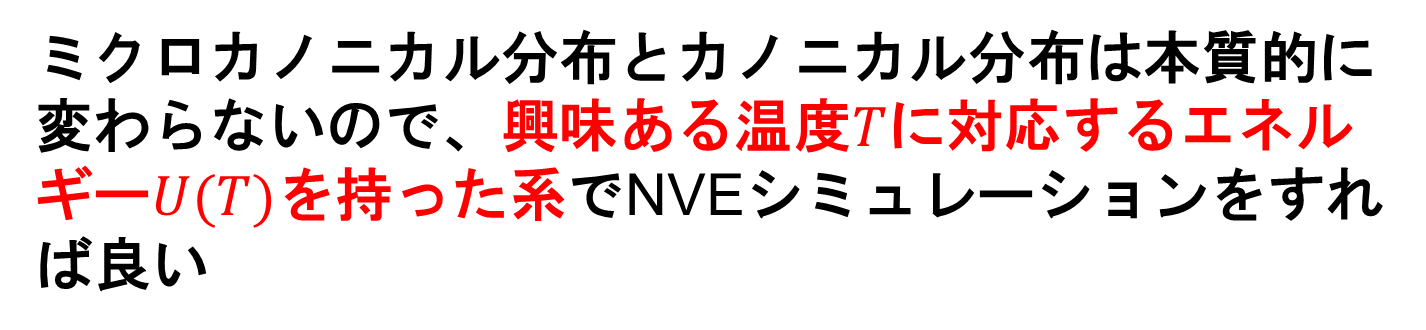 ミクロカノニカル分布とカノニカル分布は本質的に
変わらないので、興味ある温度𝑇に対応するエネル
ギー𝑈(𝑇)を持った系でNVEシミュレーションをすれ
ば良い